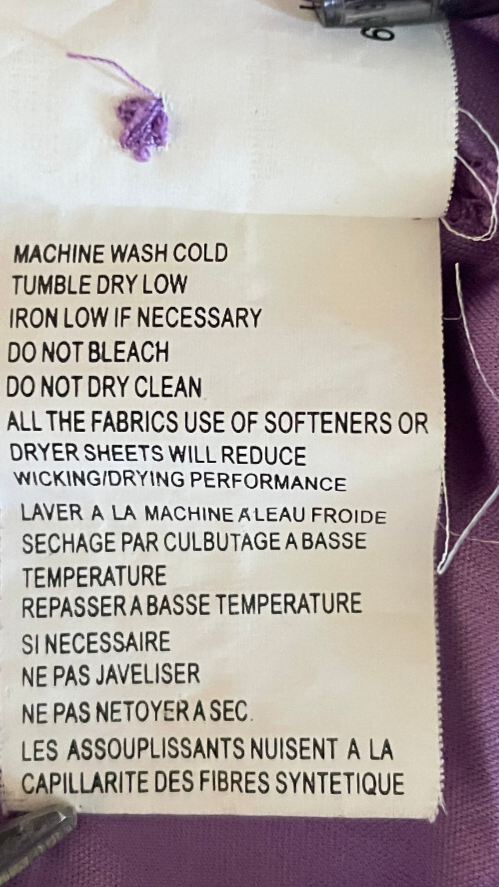 MACHINE WASH COLD
TUMBLE DRY LOW
IRON LOW IF NECESSARY
DO NOT BLEACH
DO NOT DRY CLEAN
ALL THE FABRICS USE OF SOFTENERS OR
DRYER SHEETS WILL REDUCE
WICKING/DRYING PERFORMANCE
LAVER A LA MACHINE A LEAU FROIDE
SECHAGE PAR CULBUTAGE A BASSE
TEMPERATURE
REPASSER A BASSE TEMPERATURE
SI NECESSAIRE
NE PAS JAVELISER
NE PAS NETOYER A SEC.
LES ASSOUPLISSANTS NUISENT A LA
CAPILLARITE DES FIBRES SYNTETIQUE